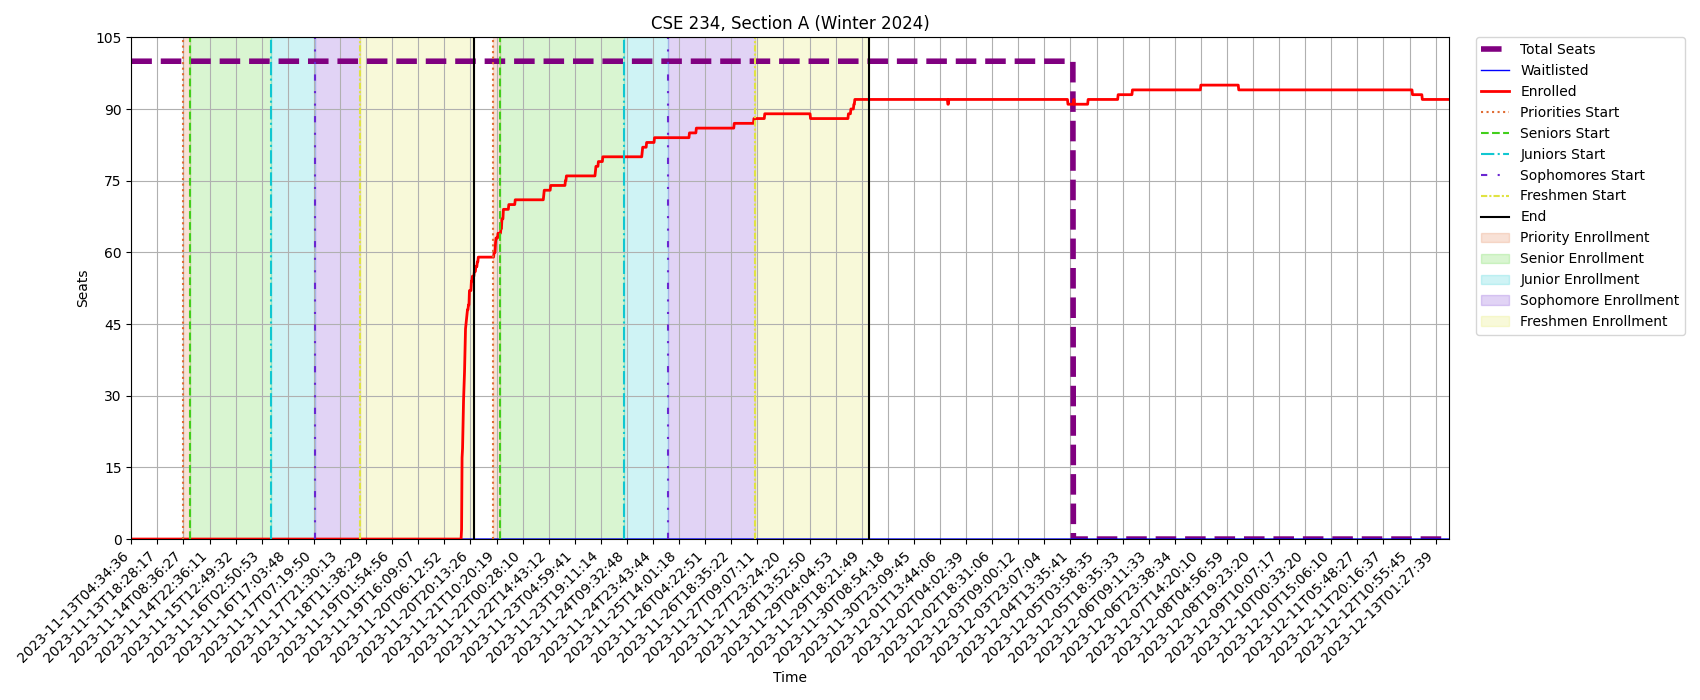 CSE 234, Section A (Winter 2024)
105
90
75
60
45
30
15
0
Seats
2023-11-13T04:34:36
2023-11-13T18:28:17
2023-11-14T08:36:27
2023-11-14T22:36:11
2023-11-15T12:49:32
2023-11-16T02:50:53
2023-11-16T17:03:48
2023-11-17T07:19:50
2023-11-17T21:30:13
2023-11-18T11:38:29
2023-11-19T01:54:56
2023-11-19T16:09:07
2023-11-20T06:12:52
2023-11-20T20:13:26
2023-11-21T10:20:19
2023-11-22T00:28:10
2023-11-22T14:43:12
2023-11-23T04:59:41
2023-11-23T19:11:14
2023-11-24T09:32:48
2023-11-24T23:43:44
2023-11-25T14:01:18
2023-11-26T04:22:51
2023-11-26T18:35:22
2023-11-27T09:07:11
2023-11-27T23:24:20
2023-11-28T13:52:50
2023-11-29T04:04:53
2023-11-29T18:21:49
2023-11-30T08:54:18
2023-11-30T23:09:45
2023-12-01T13:44:06
2023-12-02T04:02:39
2023-12-02T18:31:06
2023-12-03T09:00:12
2023-12-03T23:07:04
2023-12-04T13:35:41
2023-12-05T03:58:35
2023-12-05T18:35:33
2023-12-06T09:11:33
2023-12-06T23:38:34
2023-12-07T14:20:10
2023-12-08T04:56:59
2023-12-08T19:23:20
2023-12-09T10:07:17
2023-12-10T00:33:20
2023-12-10T15:06:10
2023-12-11T05:48:27
2023-12-11T20:16:37
2023-12-12T10:55:45
2023-12-13T01:27:39
Time
Total Seats
Waitlisted
Enrolled
Priorities Start
Seniors Start
Juniors Start
Sophomores Start
Freshmen Start
End
Priority Enrollment
Senior Enrollment
Junior Enrollment
Sophomore Enrollment
Freshmen Enrollment